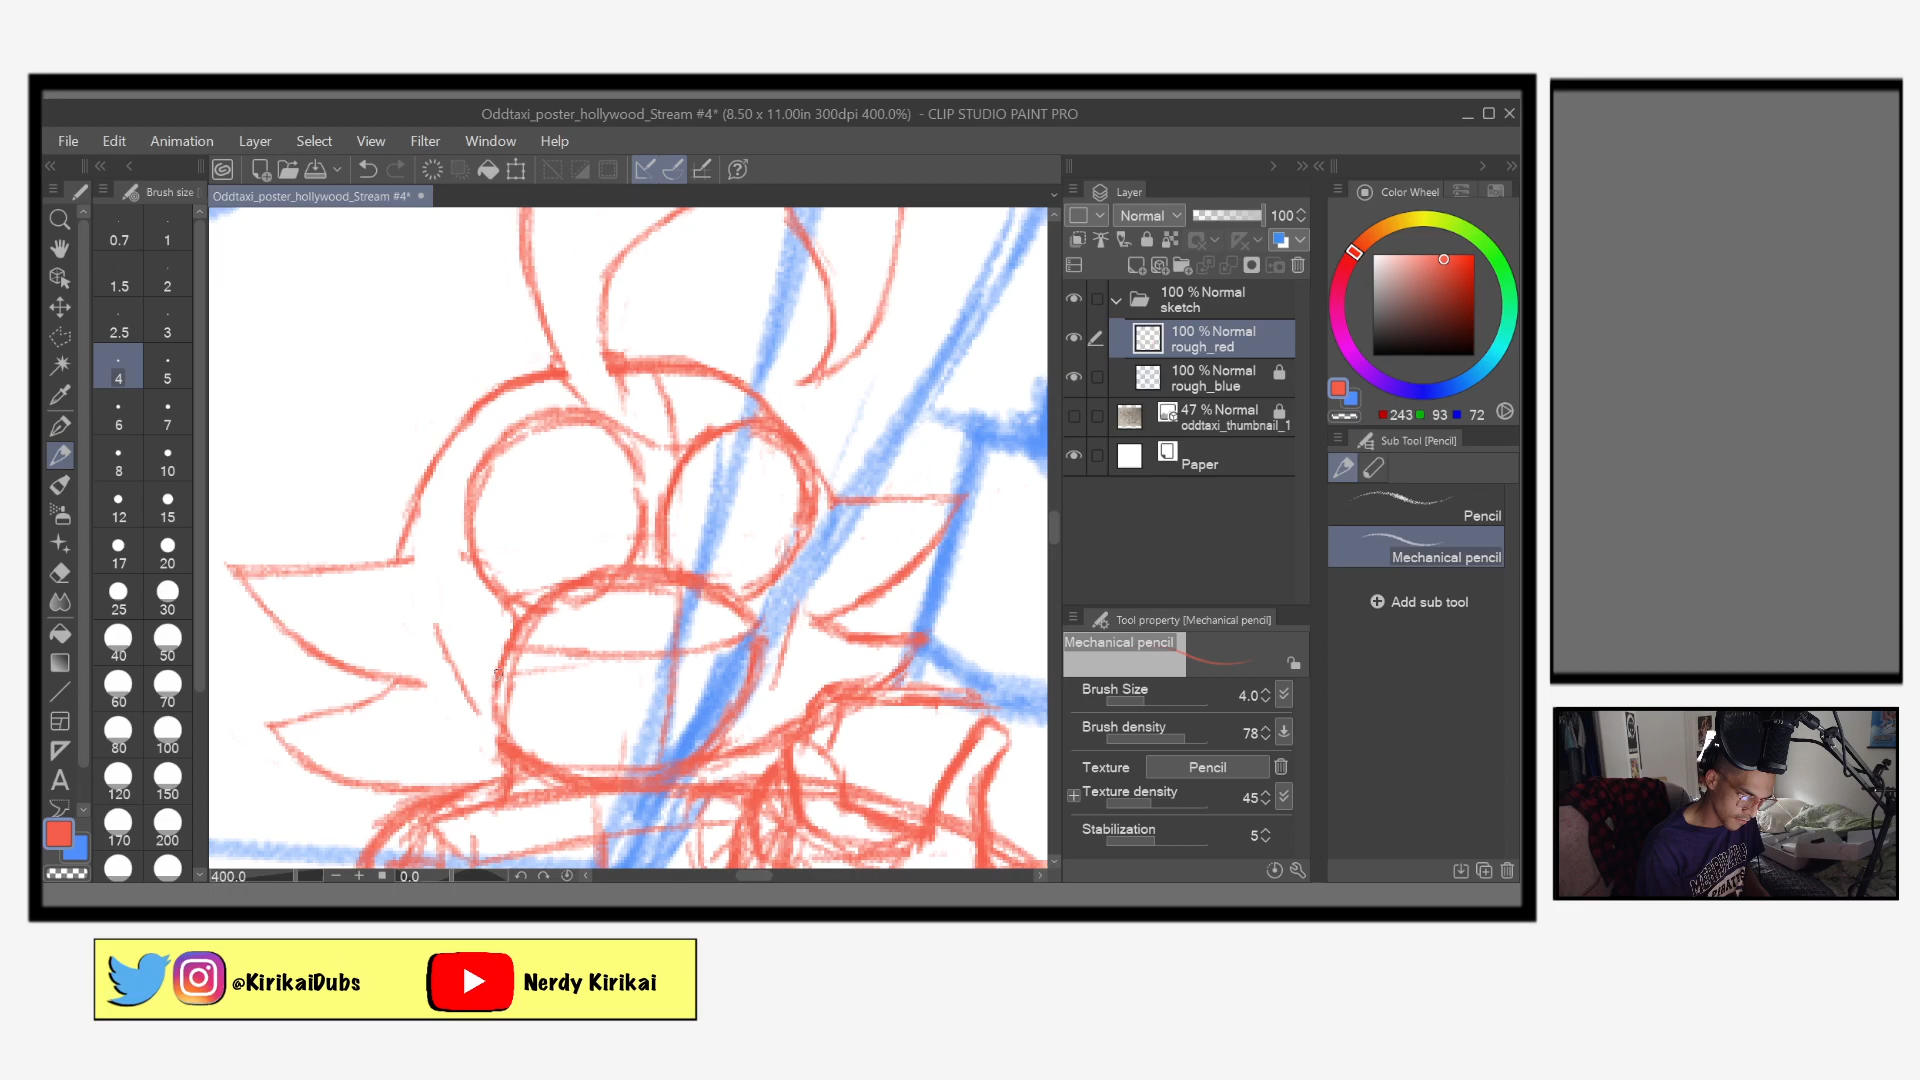 Oddtaxi_poster_hollywood_Stream #4* (8.50 x 11.00in 300dpi 400.0%) - CLIP STUDIO PAINT PRO
File Edit Animation Layer Select View Filter Window Help
Brush size
Oddtaxi_poster_hollywood_Stream #4*
0.7 1
1.5 2
2.5 3
4 5
6 7
8 10
12 15
17 20
25 30
40 50
60 70
80 100
120 150
170 200
400.0 0.0
Layer
Normal 100
100 % Normal
sketch
100 % Normal
rough_red
100 % Normal
rough_blue
47 % Normal
oddtaxi_thumbnail_1
Paper
Tool property [Mechanical pencil]
Mechanical pencil
Brush Size 4.0
Brush density 78
Texture Pencil
Texture density 45
Stabilization 5
Color Wheel
243 93 72
Sub Tool [Pencil]
Pencil
Mechanical pencil
Add sub tool
@KirikaiDubs
Nerdy Kirikai